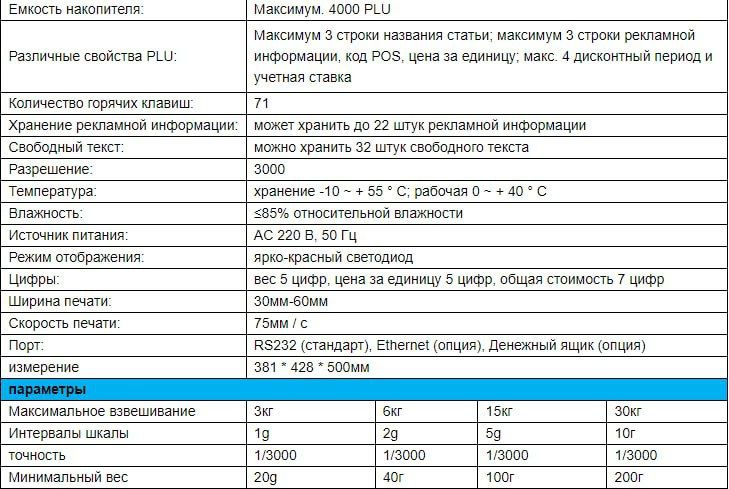 Емкость накопителя: Максимум. 4000 PLU
Различные свойства PLU: Максимум 3 строки названия статьи; максимум 3 строки рекламной
информации, код POS, цена за единицу; макс. 4 дисконтный период и
учетная ставка
Количество горячих клавиш: 71
Хранение рекламной информации: может хранить до 22 штук рекламной информации
Свободный текст: можно хранить 32 штук свободного текста
Разрешение: 3000
Температура: хранение -10 ~ + 55 ° C; рабочая 0 ~ + 40 ° C
Влажность: ≤85% относительной влажности
Источник питания: AC 220 В, 50 Гц
Режим отображения: ярко-красный светодиод
Цифры: вес 5 цифр, цена за единицу 5 цифр, общая стоимость 7 цифр
Ширина печати: 30мм-60мм
Скорость печати: 75мм / с
Порт: RS232 (стандарт), Ethernet (опция), Денежный ящик (опция)
измерение 381 * 428 * 500мм
параметры
Максимальное взвешивание 3кг 6кг 15кг 30кг
Интервалы шкалы 1g 2g 5g 10г
точность 1/3000 1/3000 1/3000 1/3000
Минимальный вес 20g 40г 100г 200г